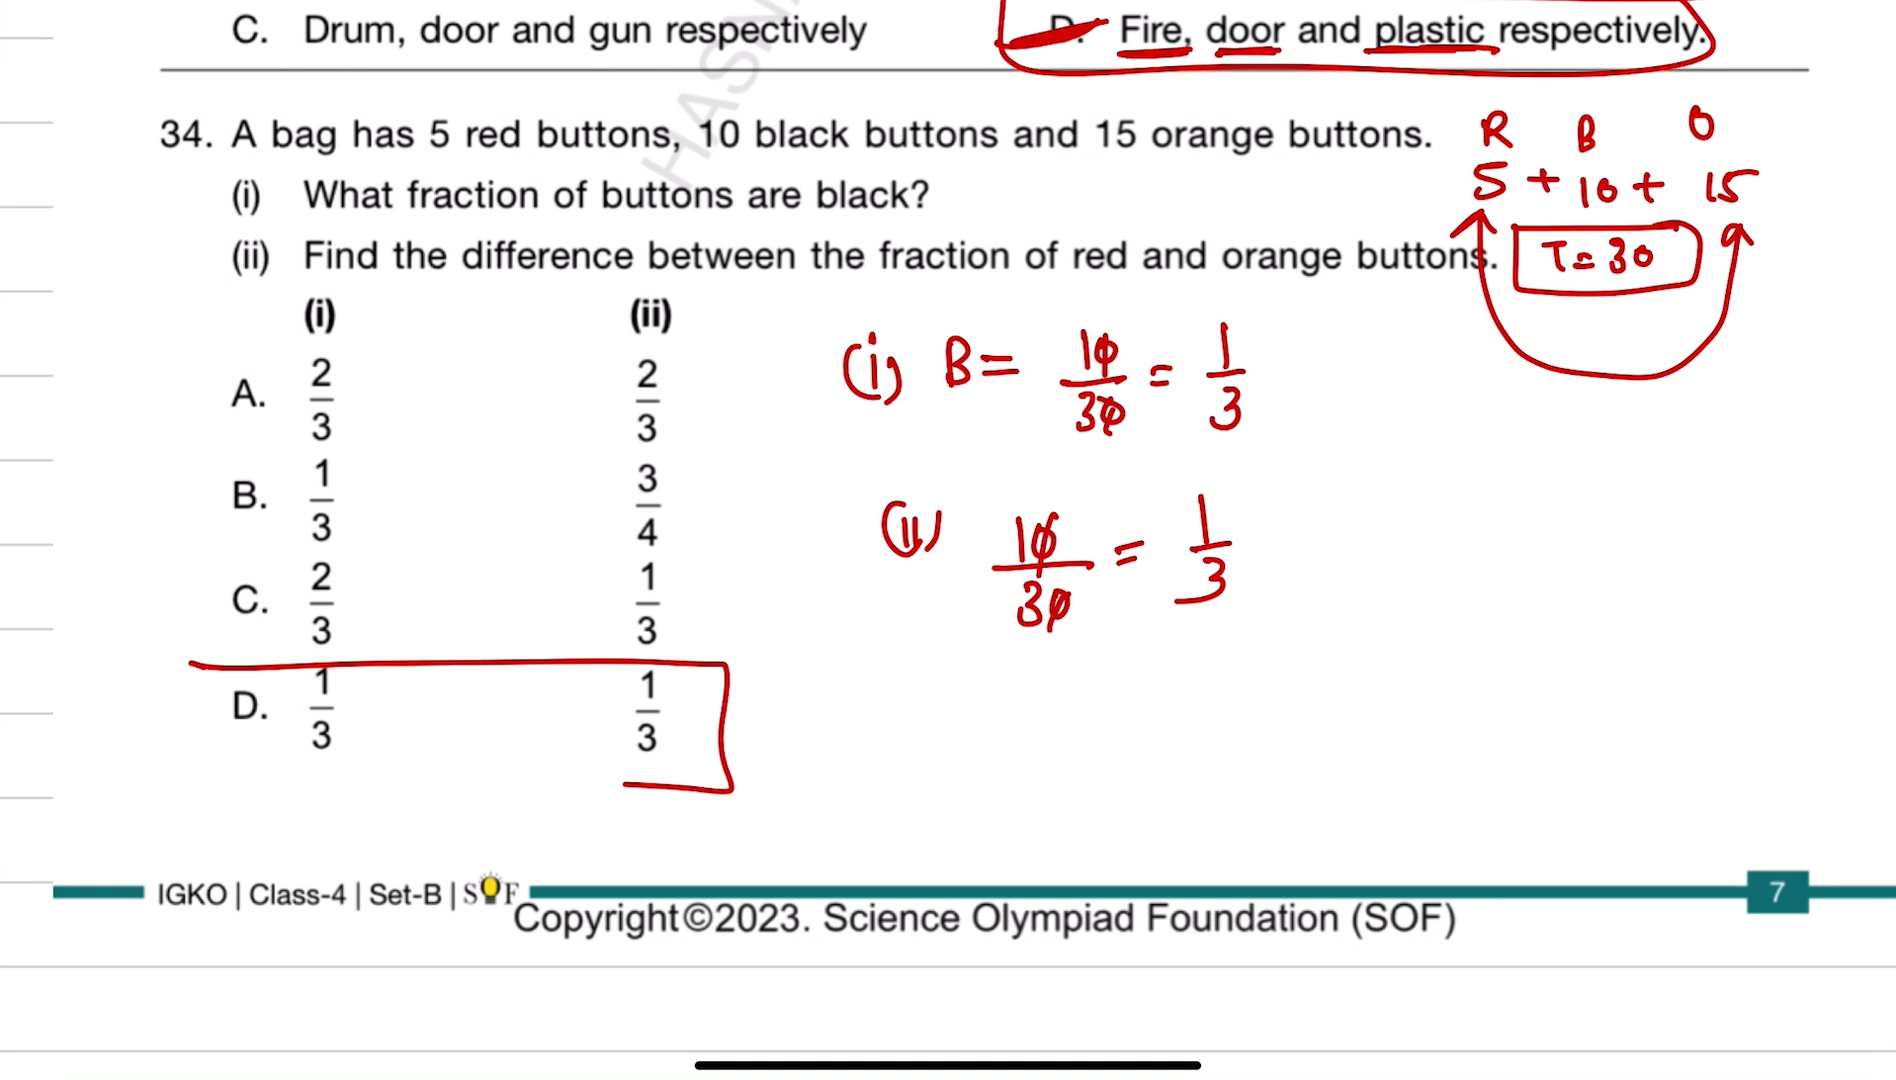 C. Drum, door and gun respectively D. Fire, door and plastic respectively.
34. A bag has 5 red buttons, 10 black buttons and 15 orange buttons. R B O
(i) What fraction of buttons are black? 5 + 10 + 15
(ii) Find the difference between the fraction of red and orange buttons. T = 30
(i) (ii)
A. 2/3 2/3 (i) B = 10/30 = 1/3
B. 1/3 3/4 (ii) 10/30 = 1/3
C. 2/3 1/3
D. 1/3 1/3
IGKO | Class-4 | Set-B | SOF 7
Copyright©2023. Science Olympiad Foundation (SOF)